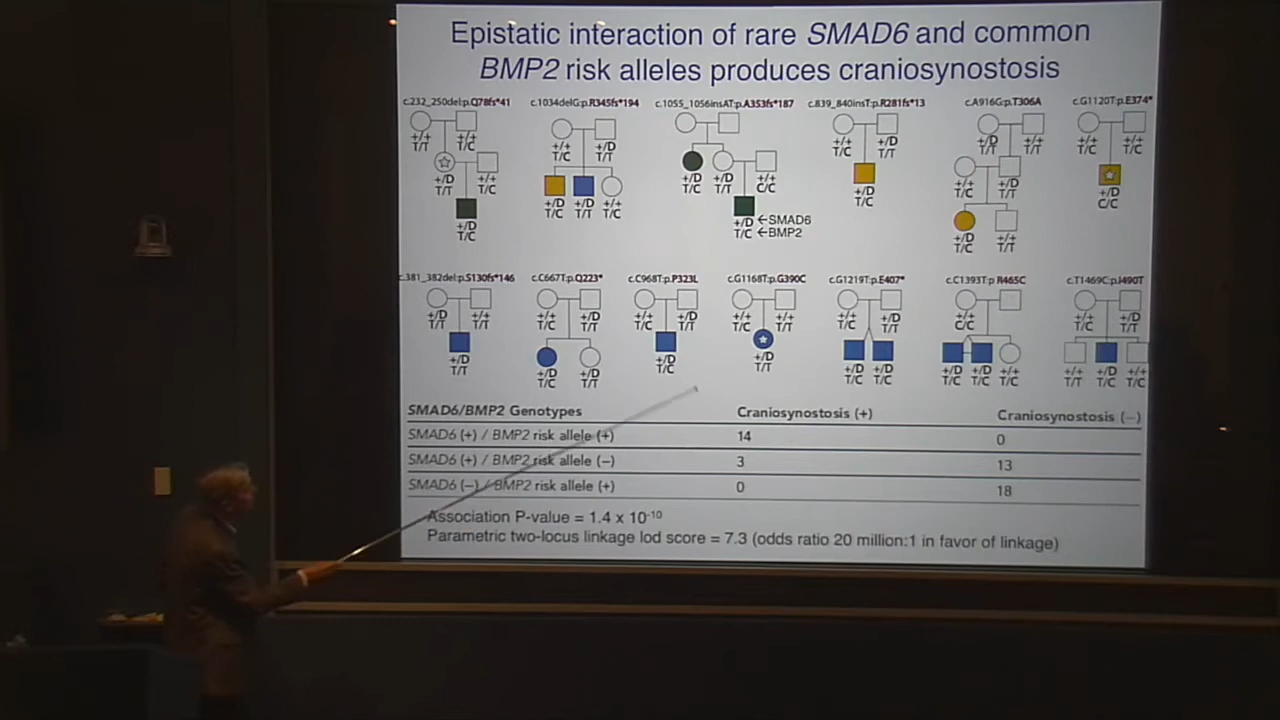 Epistatic interaction of rare SMAD6 and common
BMP2 risk alleles produces craniosynostosis
c.232_250del:p.Q78fs*41 c.1034delG:p.R345fs*194 c.1055_1056insAT:p.A353fs*187 c.839_840insT:p.R281fs*13 c.A916G:p.T306A c.G1120T:p.E374*
+/+ +/+ +/+ +/D +/+ +/D +/D +/+ +/+ +/+
T/T T/C T/C T/T T/C T/T T/T T/T T/C T/C
+/D +/+ +/D +/D +/+ +/D +/D +/+ +/D +/+ +/D +/D
T/T T/C T/C T/T T/C T/C T/T C/C T/C T/C T/T C/C
+/D +/D ←SMAD6 +/D +/+
T/C T/C ←BMP2 T/C T/T
c.381_382del:p.S130fs*146 c.C667T:p.Q223* c.C968T:p.P323L c.G1168T:p.G390C c.G1219T:p.E407* c.C1393T:p.R465C c.T1469C:p.I490T
+/D +/+ +/+ +/D +/+ +/D +/D +/+ +/+ +/D +/+ +/+ +/D
T/T T/T T/C T/T T/C T/T T/C T/T T/C T/T C/C T/C T/T
+/D +/D +/D +/D +/D +/D +/D +/D +/D +/+ +/+ +/D +/+
T/T T/C T/T T/C T/T T/C T/C T/C T/C T/C T/T T/C T/C
SMAD6/BMP2 Genotypes Craniosynostosis (+) Craniosynostosis (–)
SMAD6 (+) / BMP2 risk allele (+) 14 0
SMAD6 (+) / BMP2 risk allele (–) 3 13
SMAD6 (–) / BMP2 risk allele (+) 0 18
Association P-value = 1.4 x 10⁻¹⁰
Parametric two-locus linkage lod score = 7.3 (odds ratio 20 million:1 in favor of linkage)